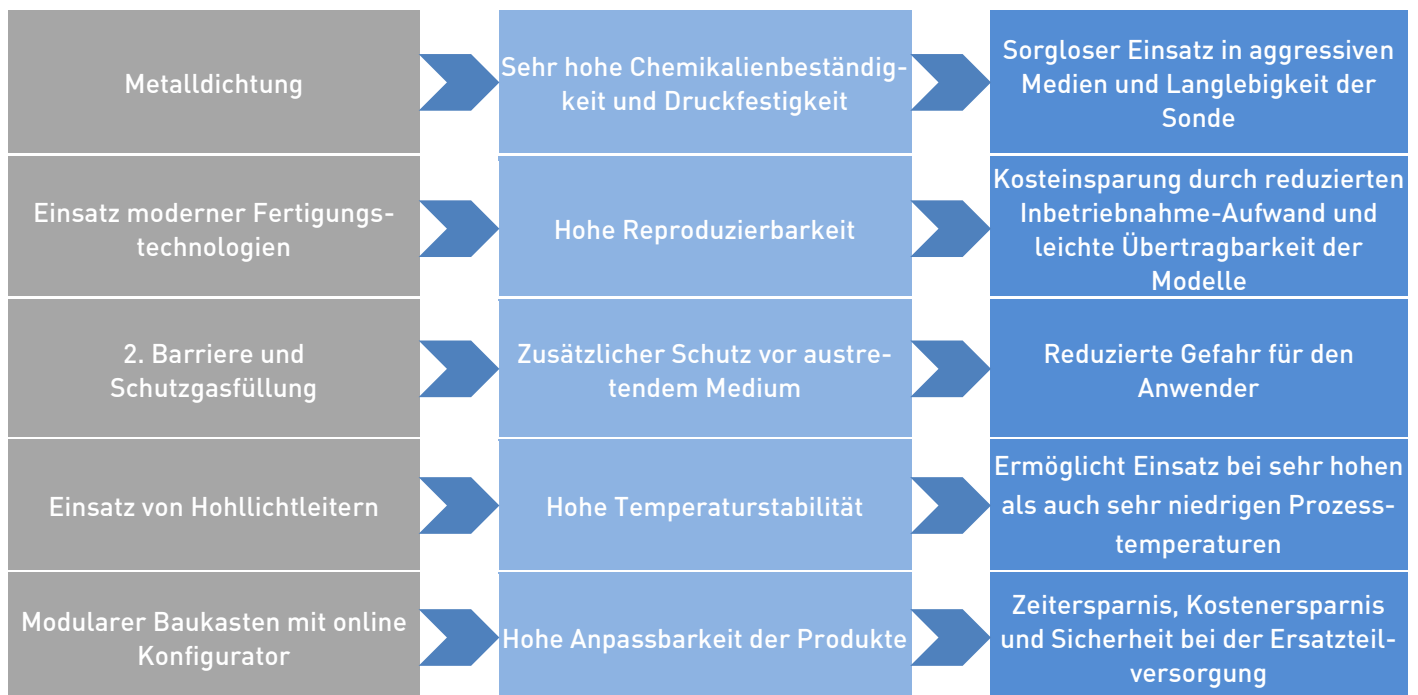 Metalldichtung
Sehr hohe Chemikalienbeständig-
keit und Druckfestigkeit
Sorgloser Einsatz in aggressiven
Medien und Langlebigkeit der
Sonde
Einsatz moderner Fertigungs-
technologien
Hohe Reproduzierbarkeit
Kosteinsparung durch reduzierten
Inbetriebnahme-Aufwand und
leichte Übertragbarkeit der
Modelle
2. Barriere und
Schutzgasfüllung
Zusätzlicher Schutz vor austre-
tendem Medium
Reduzierte Gefahr für den
Anwender
Einsatz von Hohllichtleitern
Hohe Temperaturstabilität
Ermöglicht Einsatz bei sehr hohen
als auch sehr niedrigen Prozess-
temperaturen
Modularer Baukasten mit online
Konfigurator
Hohe Anpassbarkeit der Produkte
Zeitersparnis, Kostenersparnis
und Sicherheit bei der Ersatzteil-
versorgung